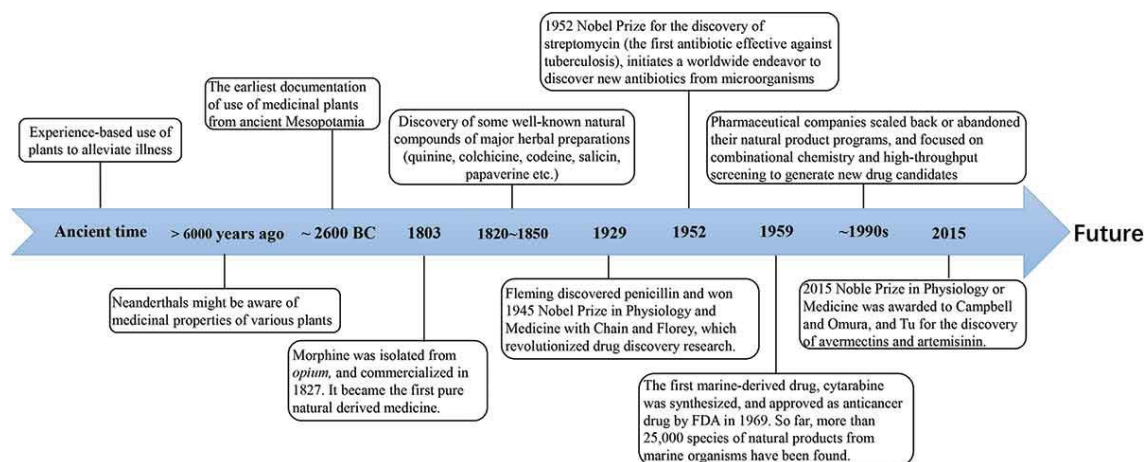 1952 Nobel Prize for the discovery of
streptomycin (the first antibiotic effective against
tuberculosis), initiates a worldwide endeavor to
discover new antibiotics from microorganisms
The earliest documentation
of use of medicinal plants
from ancient Mesopotamia
Experience-based use of
plants to alleviate illness
Discovery of some well-known natural
compounds of major herbal preparations
(quinine, colchicine, codeine, salicin,
papaverine etc.)
Pharmaceutical companies scaled back or abandoned
their natural product programs, and focused on
combinational chemistry and high-throughput
screening to generate new drug candidates
Ancient time > 6000 years ago ~ 2600 BC 1803 1820~1850 1929 1952 1959 ~1990s 2015 Future
Neanderthals might be aware of
medicinal properties of various plants
Morphine was isolated from
opium, and commercialized in
1827. It became the first pure
natural derived medicine.
Fleming discovered penicillin and won
1945 Nobel Prize in Physiology and
Medicine with Chain and Florey, which
revolutionized drug discovery research.
The first marine-derived drug, cytarabine
was synthesized, and approved as anticancer
drug by FDA in 1969. So far, more than
25,000 species of natural products from
marine organisms have been found.
2015 Noble Prize in Physiology or
Medicine was awarded to Campbell
and Omura, and Tu for the discovery
of avermectins and artemisinin.